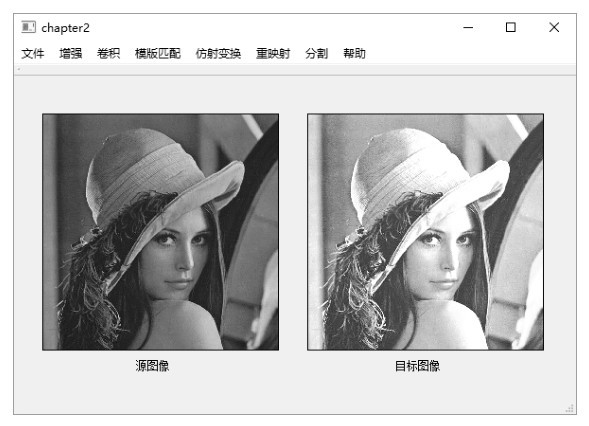 chapter2
文件 增强 卷积 模版匹配 仿射变换 重映射 分割 帮助
源图像 目标图像